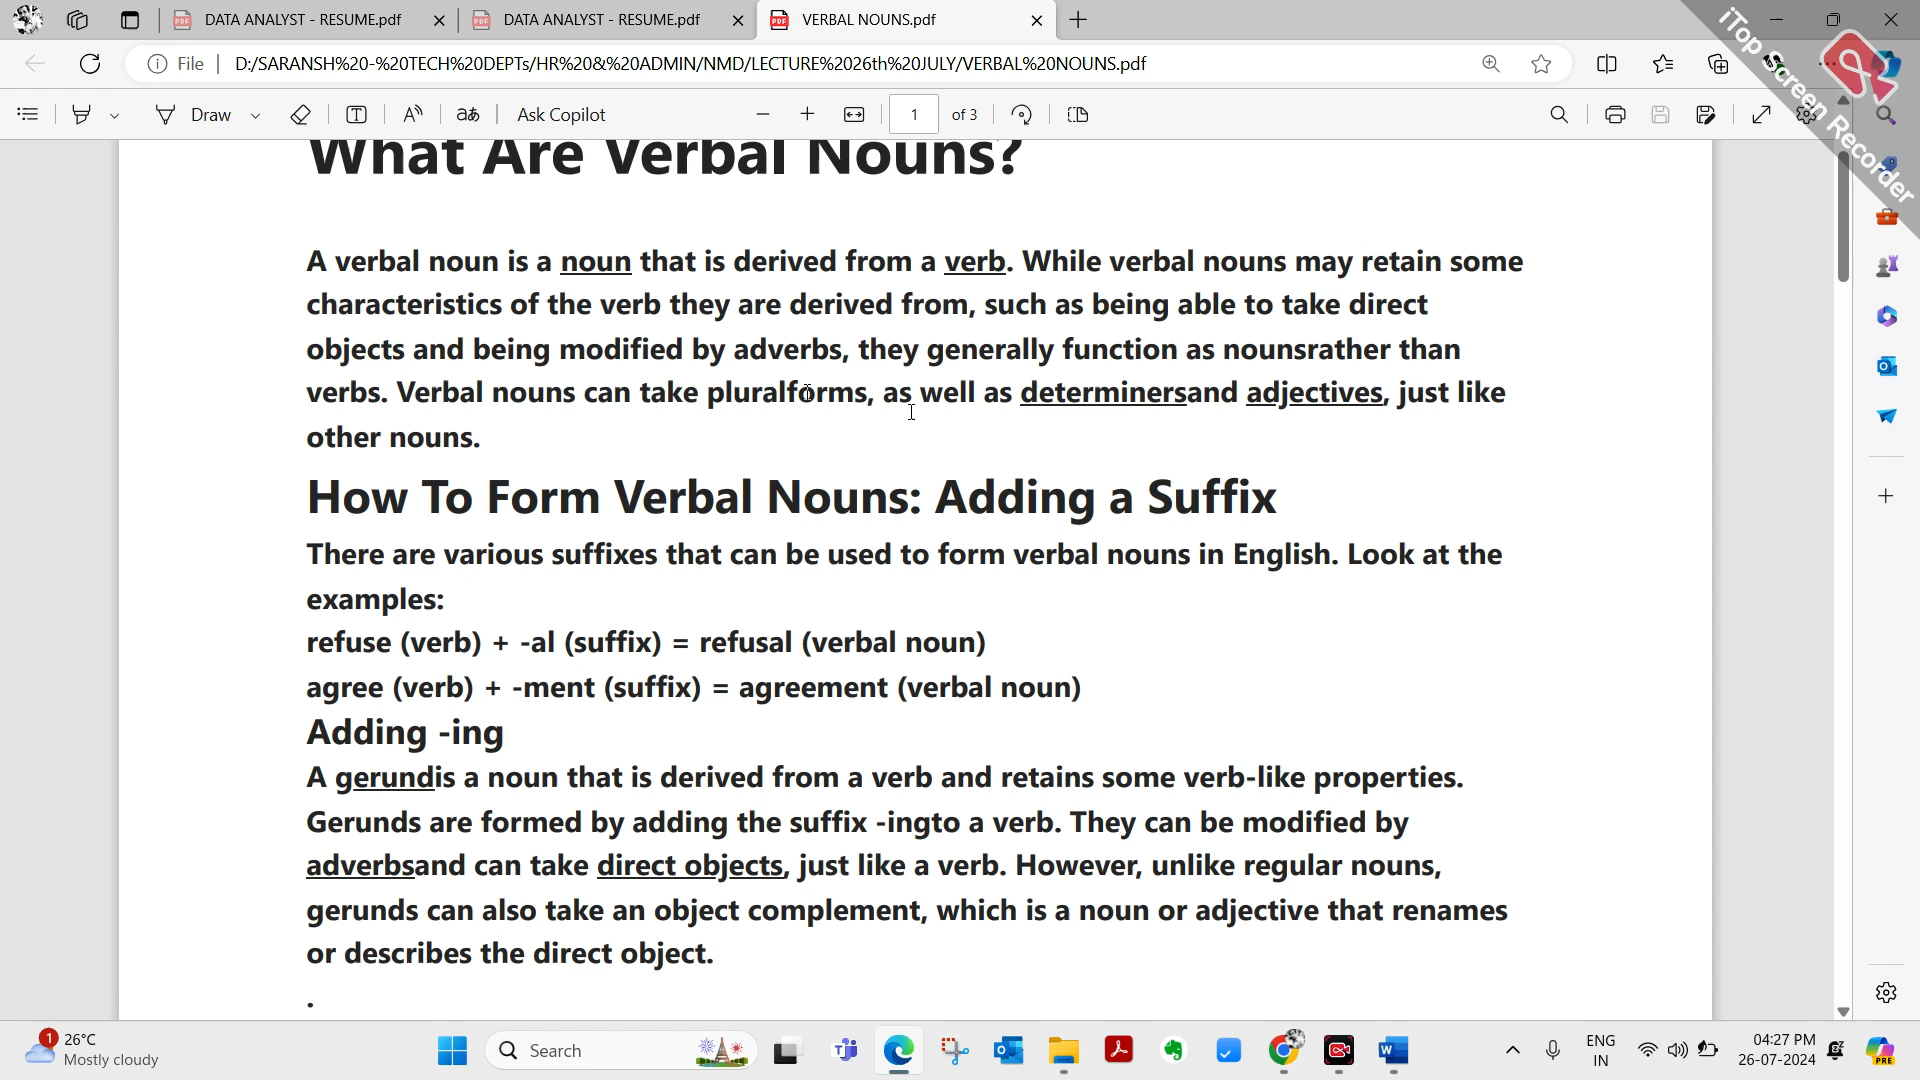 DATA ANALYST - RESUME.pdf
DATA ANALYST - RESUME.pdf
VERBAL NOUNS.pdf
File
D:/SARANSH%20-%20TECH%20DEPTs/HR%20&%20ADMIN/NMD/LECTURE%2026th%20JULY/VERBAL%20NOUNS.pdf
Draw
Ask Copilot
1 of 3
iTop Screen Recorder
What Are Verbal Nouns?
A verbal noun is a noun that is derived from a verb. While verbal nouns may retain some
characteristics of the verb they are derived from, such as being able to take direct
objects and being modified by adverbs, they generally function as nounsrather than
verbs. Verbal nouns can take pluralforms, as well as determinersand adjectives, just like
other nouns.
How To Form Verbal Nouns: Adding a Suffix
There are various suffixes that can be used to form verbal nouns in English. Look at the
examples:
refuse (verb) + -al (suffix) = refusal (verbal noun)
agree (verb) + -ment (suffix) = agreement (verbal noun)
Adding -ing
A gerundis a noun that is derived from a verb and retains some verb-like properties.
Gerunds are formed by adding the suffix -ingto a verb. They can be modified by
adverbsand can take direct objects, just like a verb. However, unlike regular nouns,
gerunds can also take an object complement, which is a noun or adjective that renames
or describes the direct object.
.
1
26°C
Mostly cloudy
Search
ENG
IN
04:27 PM
26-07-2024
PRE